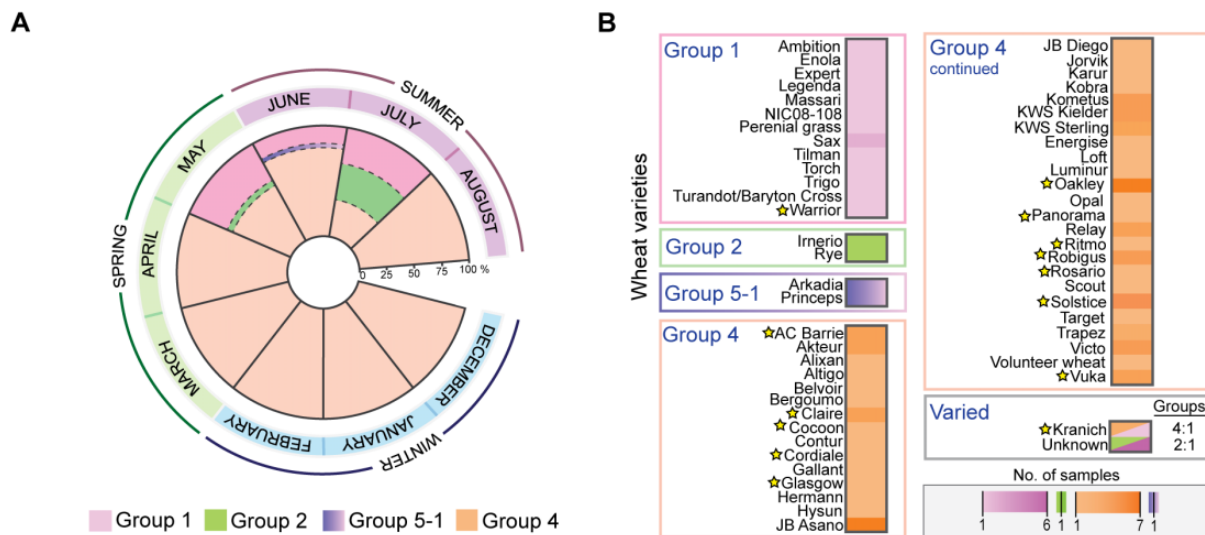 A
SPRING
SUMMER
WINTER
MARCH
APRIL
MAY
JUNE
JULY
AUGUST
DECEMBER
JANUARY
FEBRUARY
0 25 50 75 100 %
Group 1
Group 2
Group 5-1
Group 4
B
Wheat varieties
Group 1
Ambition
Enola
Expert
Legenda
Massari
NIC08-108
Perenial grass
Sax
Tilman
Torch
Trigo
Turandot/Baryton Cross
Warrior
Group 2
Irnerio
Rye
Group 5-1
Arkadia
Princeps
Group 4
AC Barrie
Akteur
Alixan
Altigo
Belvoir
Bergoumo
Claire
Cocoon
Contur
Cordiale
Gallant
Glasgow
Hermann
Hysun
JB Asano
Group 4
continued
JB Diego
Jorvik
Karur
Kobra
Kometus
KWS Kielder
KWS Sterling
Energise
Loft
Luminur
Oakley
Opal
Panorama
Relay
Ritmo
Robigus
Rosario
Scout
Solstice
Target
Trapez
Victo
Volunteer wheat
Vuka
Varied
Groups
Kranich 4:1
Unknown 2:1
No. of samples
1 6 1 1 7 1